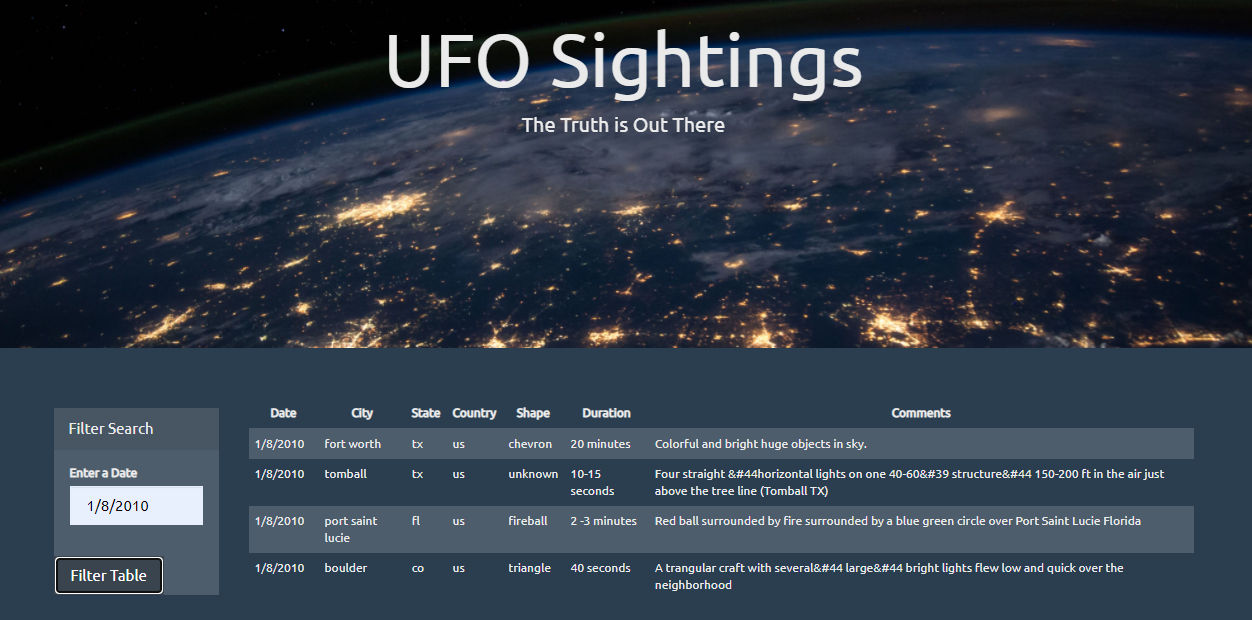 UFO Sightings
The Truth is Out There
Filter Search
Enter a Date
1/8/2010
Filter Table
Date City State Country Shape Duration Comments
1/8/2010 fort worth tx us chevron 20 minutes Colorful and bright huge objects in sky.
1/8/2010 tomball tx us unknown 10-15 Four straight &#44horizontal lights on one 40-60&#39 structure&#44 150-200 ft in the air just
seconds above the tree line (Tomball TX)
1/8/2010 port saint fl us fireball 2 -3 minutes Red ball surrounded by fire surrounded by a blue green circle over Port Saint Lucie Florida
lucie
1/8/2010 boulder co us triangle 40 seconds A trangular craft with several&#44 large&#44 bright lights flew low and quick over the
neighborhood